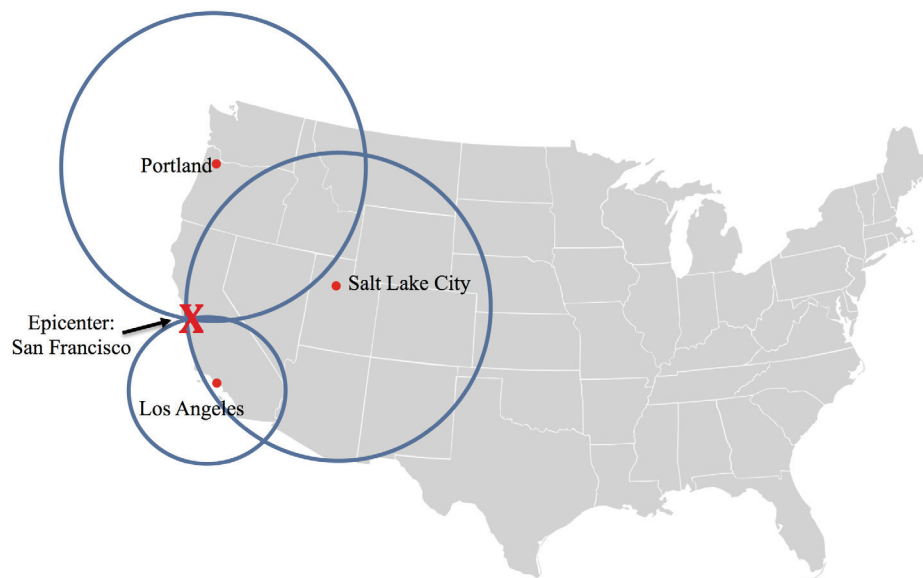 Portland
Salt Lake City
X
Epicenter:
San Francisco
Los Angeles